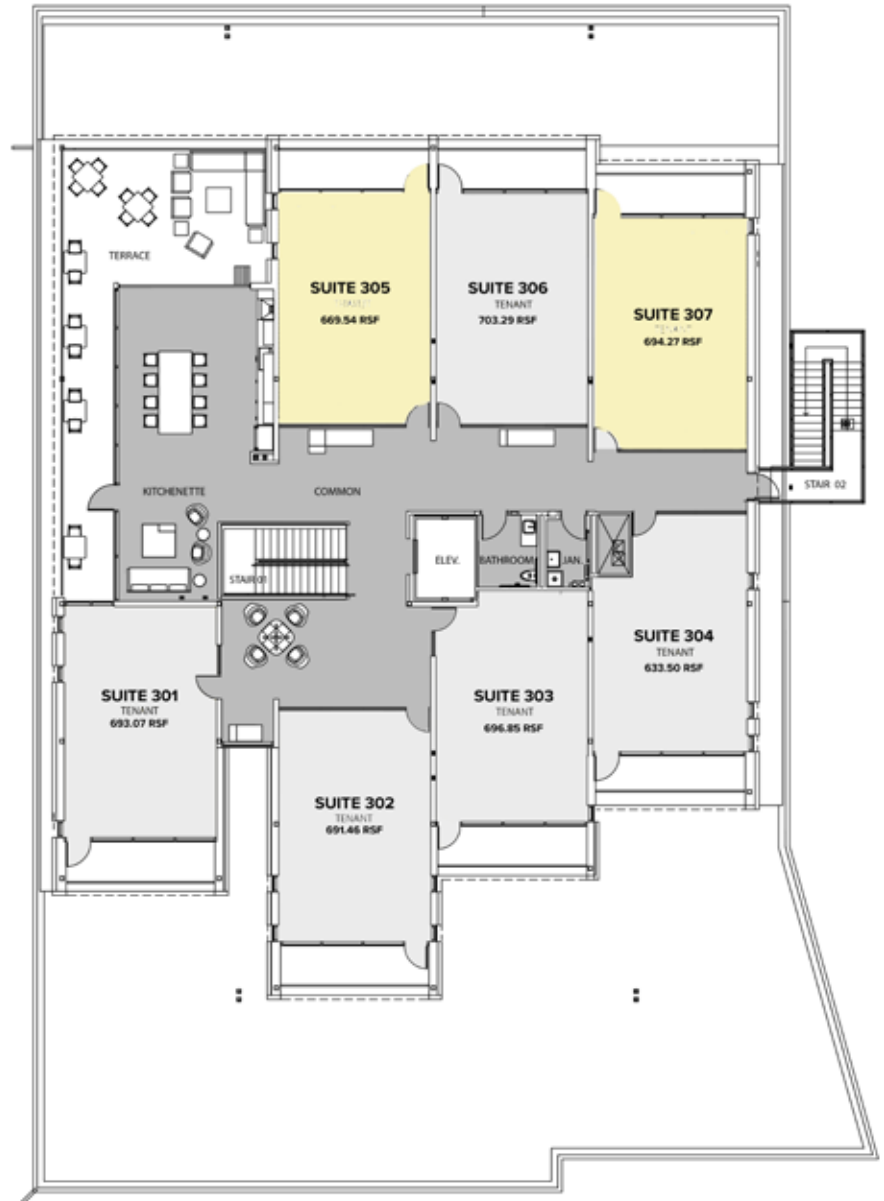 TERRACE
SUITE 305
669.54 RSF
SUITE 306
TENANT
703.29 RSF
SUITE 307
694.27 RSF
KITCHENETTE
COMMON
STAIR 02
STAIR 01
ELEV.
BATHROOM
JAN.
SUITE 304
TENANT
633.50 RSF
SUITE 301
TENANT
693.07 RSF
SUITE 303
TENANT
696.85 RSF
SUITE 302
TENANT
691.46 RSF